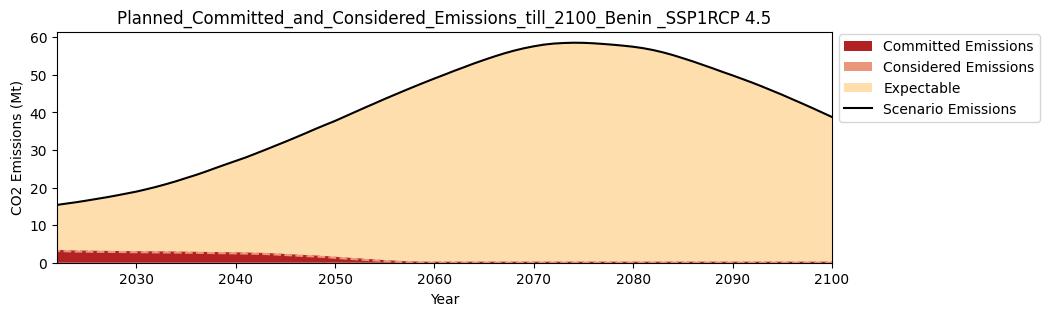 Planned_Committed_and_Considered_Emissions_till_2100_Benin _SSP1RCP 4.5
Committed Emissions
Considered Emissions
Expectable
Scenario Emissions
CO2 Emissions (Mt)
60
50
40
30
20
10
0
2030
2040
2050
2060
2070
2080
2090
2100
Year